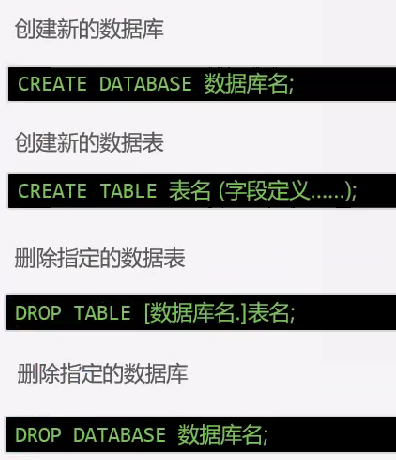 创建新的数据库
CREATE DATABASE 数据库名;
创建新的数据表
CREATE TABLE 表名 (字段定义……);
删除指定的数据表
DROP TABLE [数据库名.]表名;
删除指定的数据库
DROP DATABASE 数据库名;